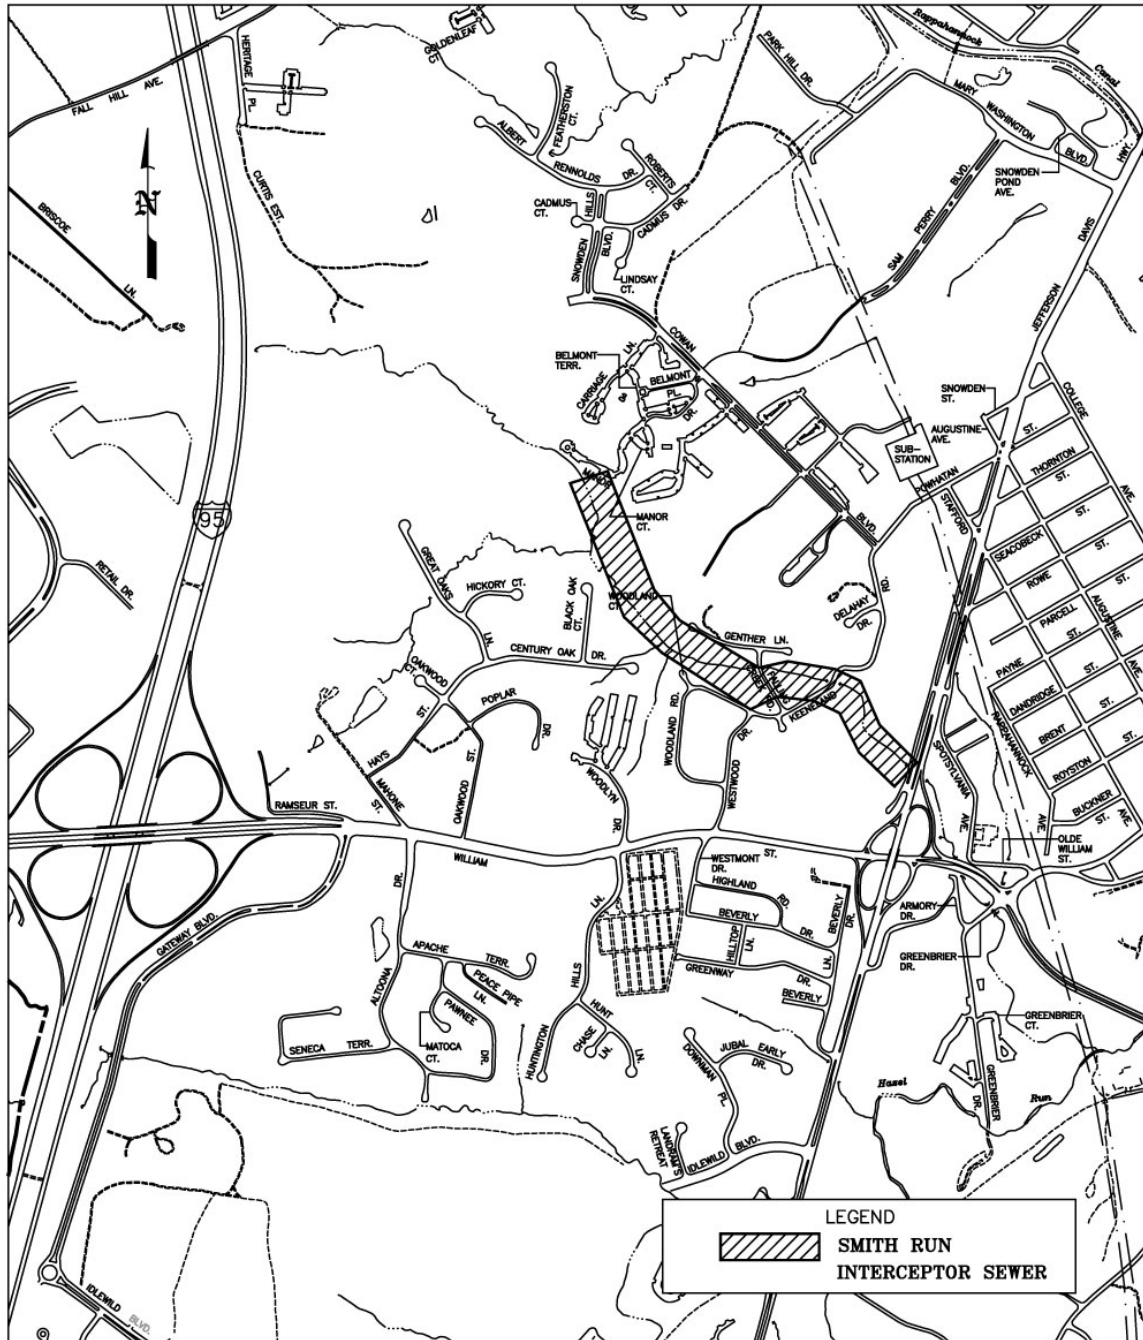 GOLDENLEAF
CT.
HERITAGE
PL.
FALL HILL AVE.
Rappahannock
Canal
PARK HILL DR.
MARY
WASHINGTON
BLVD.
HWY.
SNOWDEN
POND
AVE.
FEATHERSTON
CT.
ALBERT
RENNOLDS
DR.
ROBERTS
CT.
CADMUS
CT.
HILLS
CADMUS DR.
CURTIS EST.
N
BRISCOE
LN.
SNOWDEN
BLVD.
LINDSAY
CT.
SAM
PERRY
BLVD.
DAVIS
JEFFERSON
COWAN
BELMONT
TERR.
CARRIAGE
LN.
BELMONT
PL.
DR.
SNOWDEN
ST.
AUGUSTINE
AVE.
COLLEGE
AVE.
ST.
SUB-
STATION
POWHATAN
STAFFORD
THORNTON
ST.
95
MANOR
MANOR
CT.
BLVD.
SEACOBECK
ST.
ROWE
ST.
PARCELL
ST.
AUGUSTINE
AVE.
RETAIL DR.
GREAT OAKS
LN.
HICKORY CT.
BLACK OAK
CT.
WOODLAND
CT.
RD.
DELAHAY
DR.
CENTURY OAK
DR.
GENTHER LN.
PAYNE
ST.
DANDRIDGE
ST.
BRENT
ST.
ROYSTON
ST.
BUCKNER
AVE.
OAKWOOD
CT.
POPLAR
DR.
ST.
HAYS
WOODLAND RD.
CREEK
KEENELAND
DR.
WESTWOOD
RAPPAHANNOCK
AVE.
SPOTSYLVANIA
AVE.
MAHONE
ST.
OAKWOOD
ST.
WOODLYN
DR.
RAMSEUR ST.
WILLIAM
ST.
OLDE
WILLIAM
ST.
WESTMONT
DR.
HIGHLAND
RD.
BEVERLY
DR.
BEVERLY
DR.
HILLTOP
LN.
GREENWAY
DR.
LN.
BEVERLY
ARMORY
DR.
GREENBRIER
DR.
GATEWAY BLVD.
DR.
ALTOONA
APACHE
TERR.
PEACE PIPE
LN.
PAWNEE
DR.
MATOCA
CT.
SENECA TERR.
LN.
HILLS
HUNTINGTON
HUNT
CHASE
LN.
LN.
GREENBRIER
CT.
JUBAL EARLY
DR.
DOWNMAN
PL.
Hazel
Run
GREENBRIER
DR.
LANDRAM'S
RETREAT
IDLEWILD
BLVD.
LEGEND
SMITH RUN
INTERCEPTOR SEWER
IDLEWILD
BLVD.